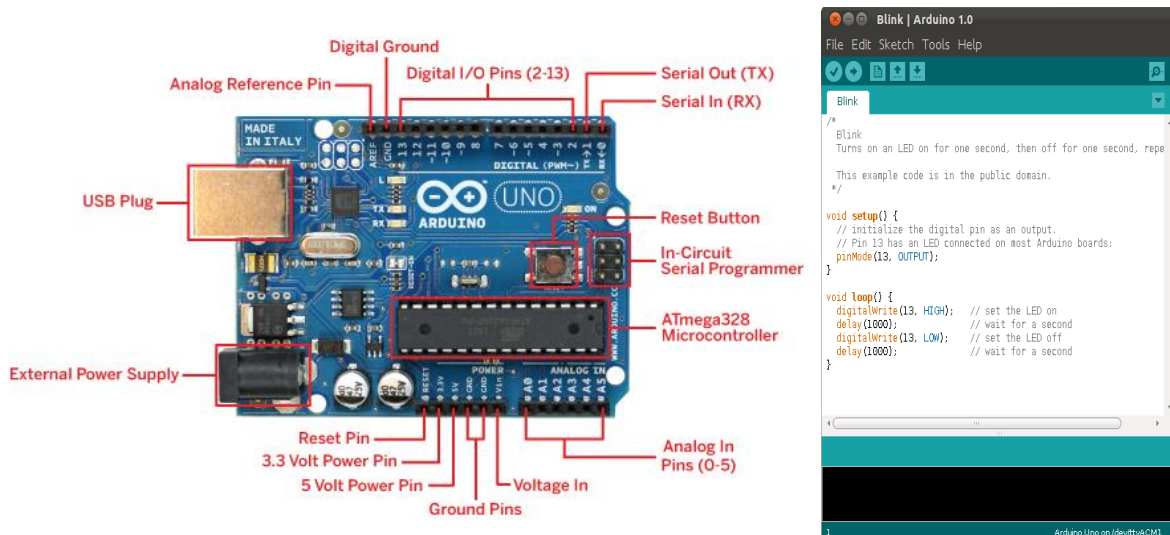 Digital Ground
Analog Reference Pin
Digital I/O Pins (2-13)
Serial Out (TX)
Serial In (RX)
MADE
IN ITALY
AREF
GND
13
12
~11
~10
~9
8
7
~6
~5
4
~3
2
TX→1
RX←0
DIGITAL (PWM~)
L
TX
RX
ARDUINO
UNO
ON
USB Plug
Reset Button
In-Circuit
Serial Programmer
ATmega328
Microcontroller
External Power Supply
POWER
ANALOG IN
RESET
3.3V
5V
GND
GND
Vin
A0
A1
A2
A3
A4
A5
Reset Pin
3.3 Volt Power Pin
5 Volt Power Pin
Ground Pins
Voltage In
Analog In
Pins (0-5)
Blink | Arduino 1.0
File Edit Sketch Tools Help
Blink
/*
  Blink
  Turns on an LED on for one second, then off for one second, repe
  This example code is in the public domain.
 */
void setup() {
  // initialize the digital pin as an output.
  // Pin 13 has an LED connected on most Arduino boards:
  pinMode(13, OUTPUT);
}
void loop() {
  digitalWrite(13, HIGH);   // set the LED on
  delay(1000);              // wait for a second
  digitalWrite(13, LOW);    // set the LED off
  delay(1000);              // wait for a second
}
1
Arduino Uno on /dev/ttyACM1